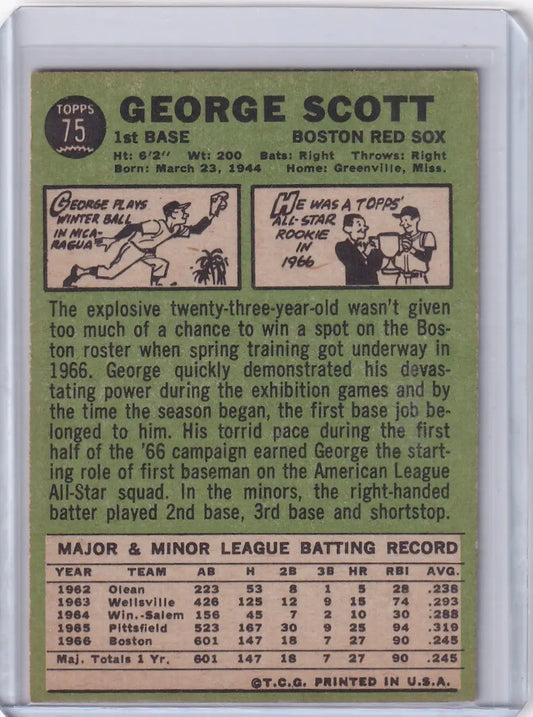 TOPPS
75
GEORGE SCOTT
1st BASE BOSTON RED SOX
Ht: 6'2" Wt: 200 Bats: Right Throws: Right
Born: March 23, 1944 Home: Greenville, Miss.
GEORGE PLAYS
WINTER BALL
IN NICA-
RAGUA
HE WAS A TOPPS'
ALL-STAR
ROOKIE
IN
1966
The explosive twenty-three-year-old wasn't given
too much of a chance to win a spot on the Bos-
ton roster when spring training got underway in
1966. George quickly demonstrated his devas-
tating power during the exhibition games and by
the time the season began, the first base job be-
longed to him. His torrid pace during the first
half of the '66 campaign earned George the start-
ing role of first baseman on the American League
All-Star squad. In the minors, the right-handed
batter played 2nd base, 3rd base and shortstop.
MAJOR & MINOR LEAGUE BATTING RECORD
YEAR TEAM AB H 2B 3B HR RBI AVG.
1962 Olean 223 53 8 1 5 28 .238
1963 Wellsville 426 125 12 9 15 74 .293
1964 Win.-Salem 156 45 7 2 10 30 .288
1965 Pittsfield 523 167 30 9 25 94 .319
1966 Boston 601 147 18 7 27 90 .245
Maj. Totals 1 Yr. 601 147 18 7 27 90 .245
©T.C.G. PRINTED IN U.S.A.